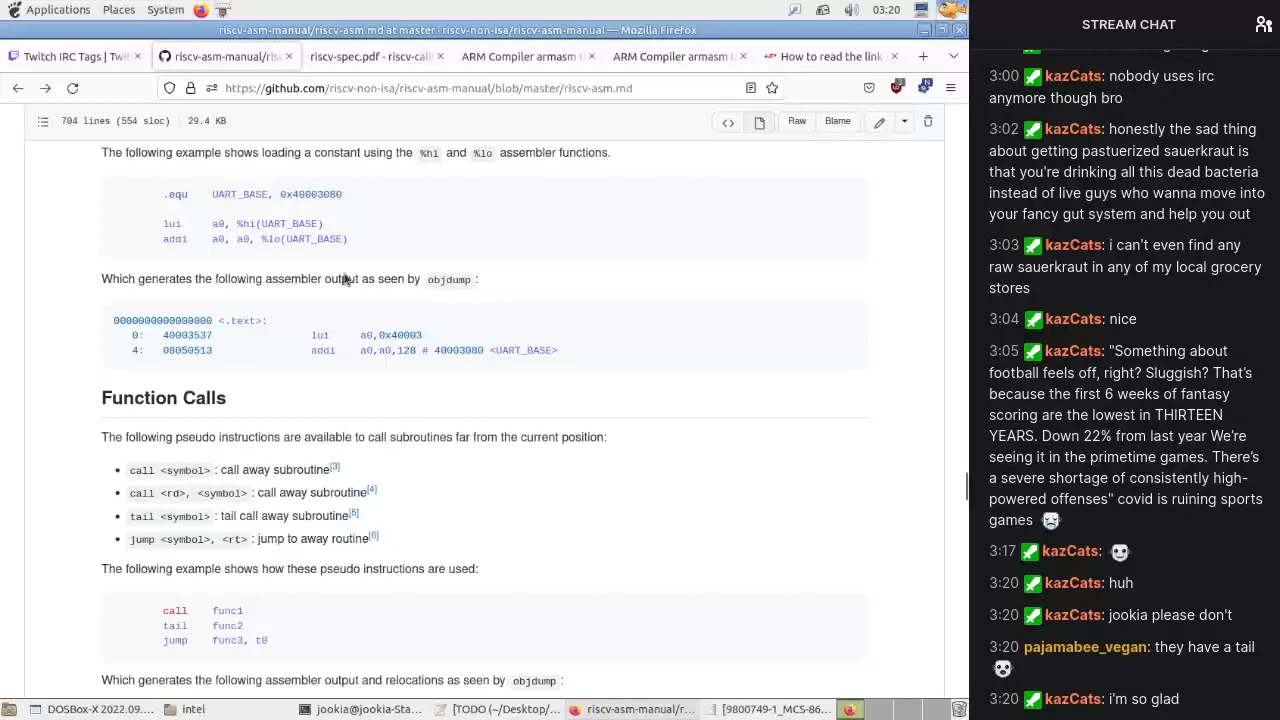 Applications Places System 03:20
riscv-asm-manual/riscv-asm.md at master · riscv-non-isa/riscv-asm-manual — Mozilla Firefox
Twitch IRC Tags | Twi riscv-asm-manual/ris riscv-spec.pdf - riscv-cal ARM Compiler armasm U ARM Compiler armasm U How to read the link
https://github.com/riscv-non-isa/riscv-asm-manual/blob/master/riscv-asm.md
704 lines (554 sloc) 29.4 KB Raw Blame
The following example shows loading a constant using the %hi and %lo assembler functions.
.equ UART_BASE, 0x40003080
lui a0, %hi(UART_BASE)
addi a0, a0, %lo(UART_BASE)
Which generates the following assembler output as seen by objdump :
0000000000000000 <.text>:
0: 40003537 lui a0,0x40003
4: 08050513 addi a0,a0,128 # 40003080 <UART_BASE>
Function Calls
The following pseudo instructions are available to call subroutines far from the current position:
• call <symbol> : call away subroutine[3]
• call <rd>, <symbol> : call away subroutine[4]
• tail <symbol> : tail call away subroutine[5]
• jump <symbol>, <rt> : jump to away routine[6]
The following example shows how these pseudo instructions are used:
call func1
tail func2
jump func3, t0
Which generates the following assembler output and relocations as seen by objdump :
DOSBox-X 2022.09.... intel jookia@jookia-Sta... [TODO (~/Desktop/... riscv-asm-manual/r... [9800749-1_MCS-86...
STREAM CHAT
3:00 kazCats: nobody uses irc
anymore though bro
3:02 kazCats: honestly the sad thing
about getting pastuerized sauerkraut is
that you're drinking all this dead bacteria
instead of live guys who wanna move into
your fancy gut system and help you out
3:03 kazCats: i can't even find any
raw sauerkraut in any of my local grocery
stores
3:04 kazCats: nice
3:05 kazCats: "Something about
football feels off, right? Sluggish? That's
because the first 6 weeks of fantasy
scoring are the lowest in THIRTEEN
YEARS. Down 22% from last year We're
seeing it in the primetime games. There's
a severe shortage of consistently high-
powered offenses" covid is ruining sports
games
3:17 kazCats:
3:20 kazCats: huh
3:20 kazCats: jookia please don't
3:20 pajamabee_vegan: they have a tail
3:20 kazCats: i'm so glad